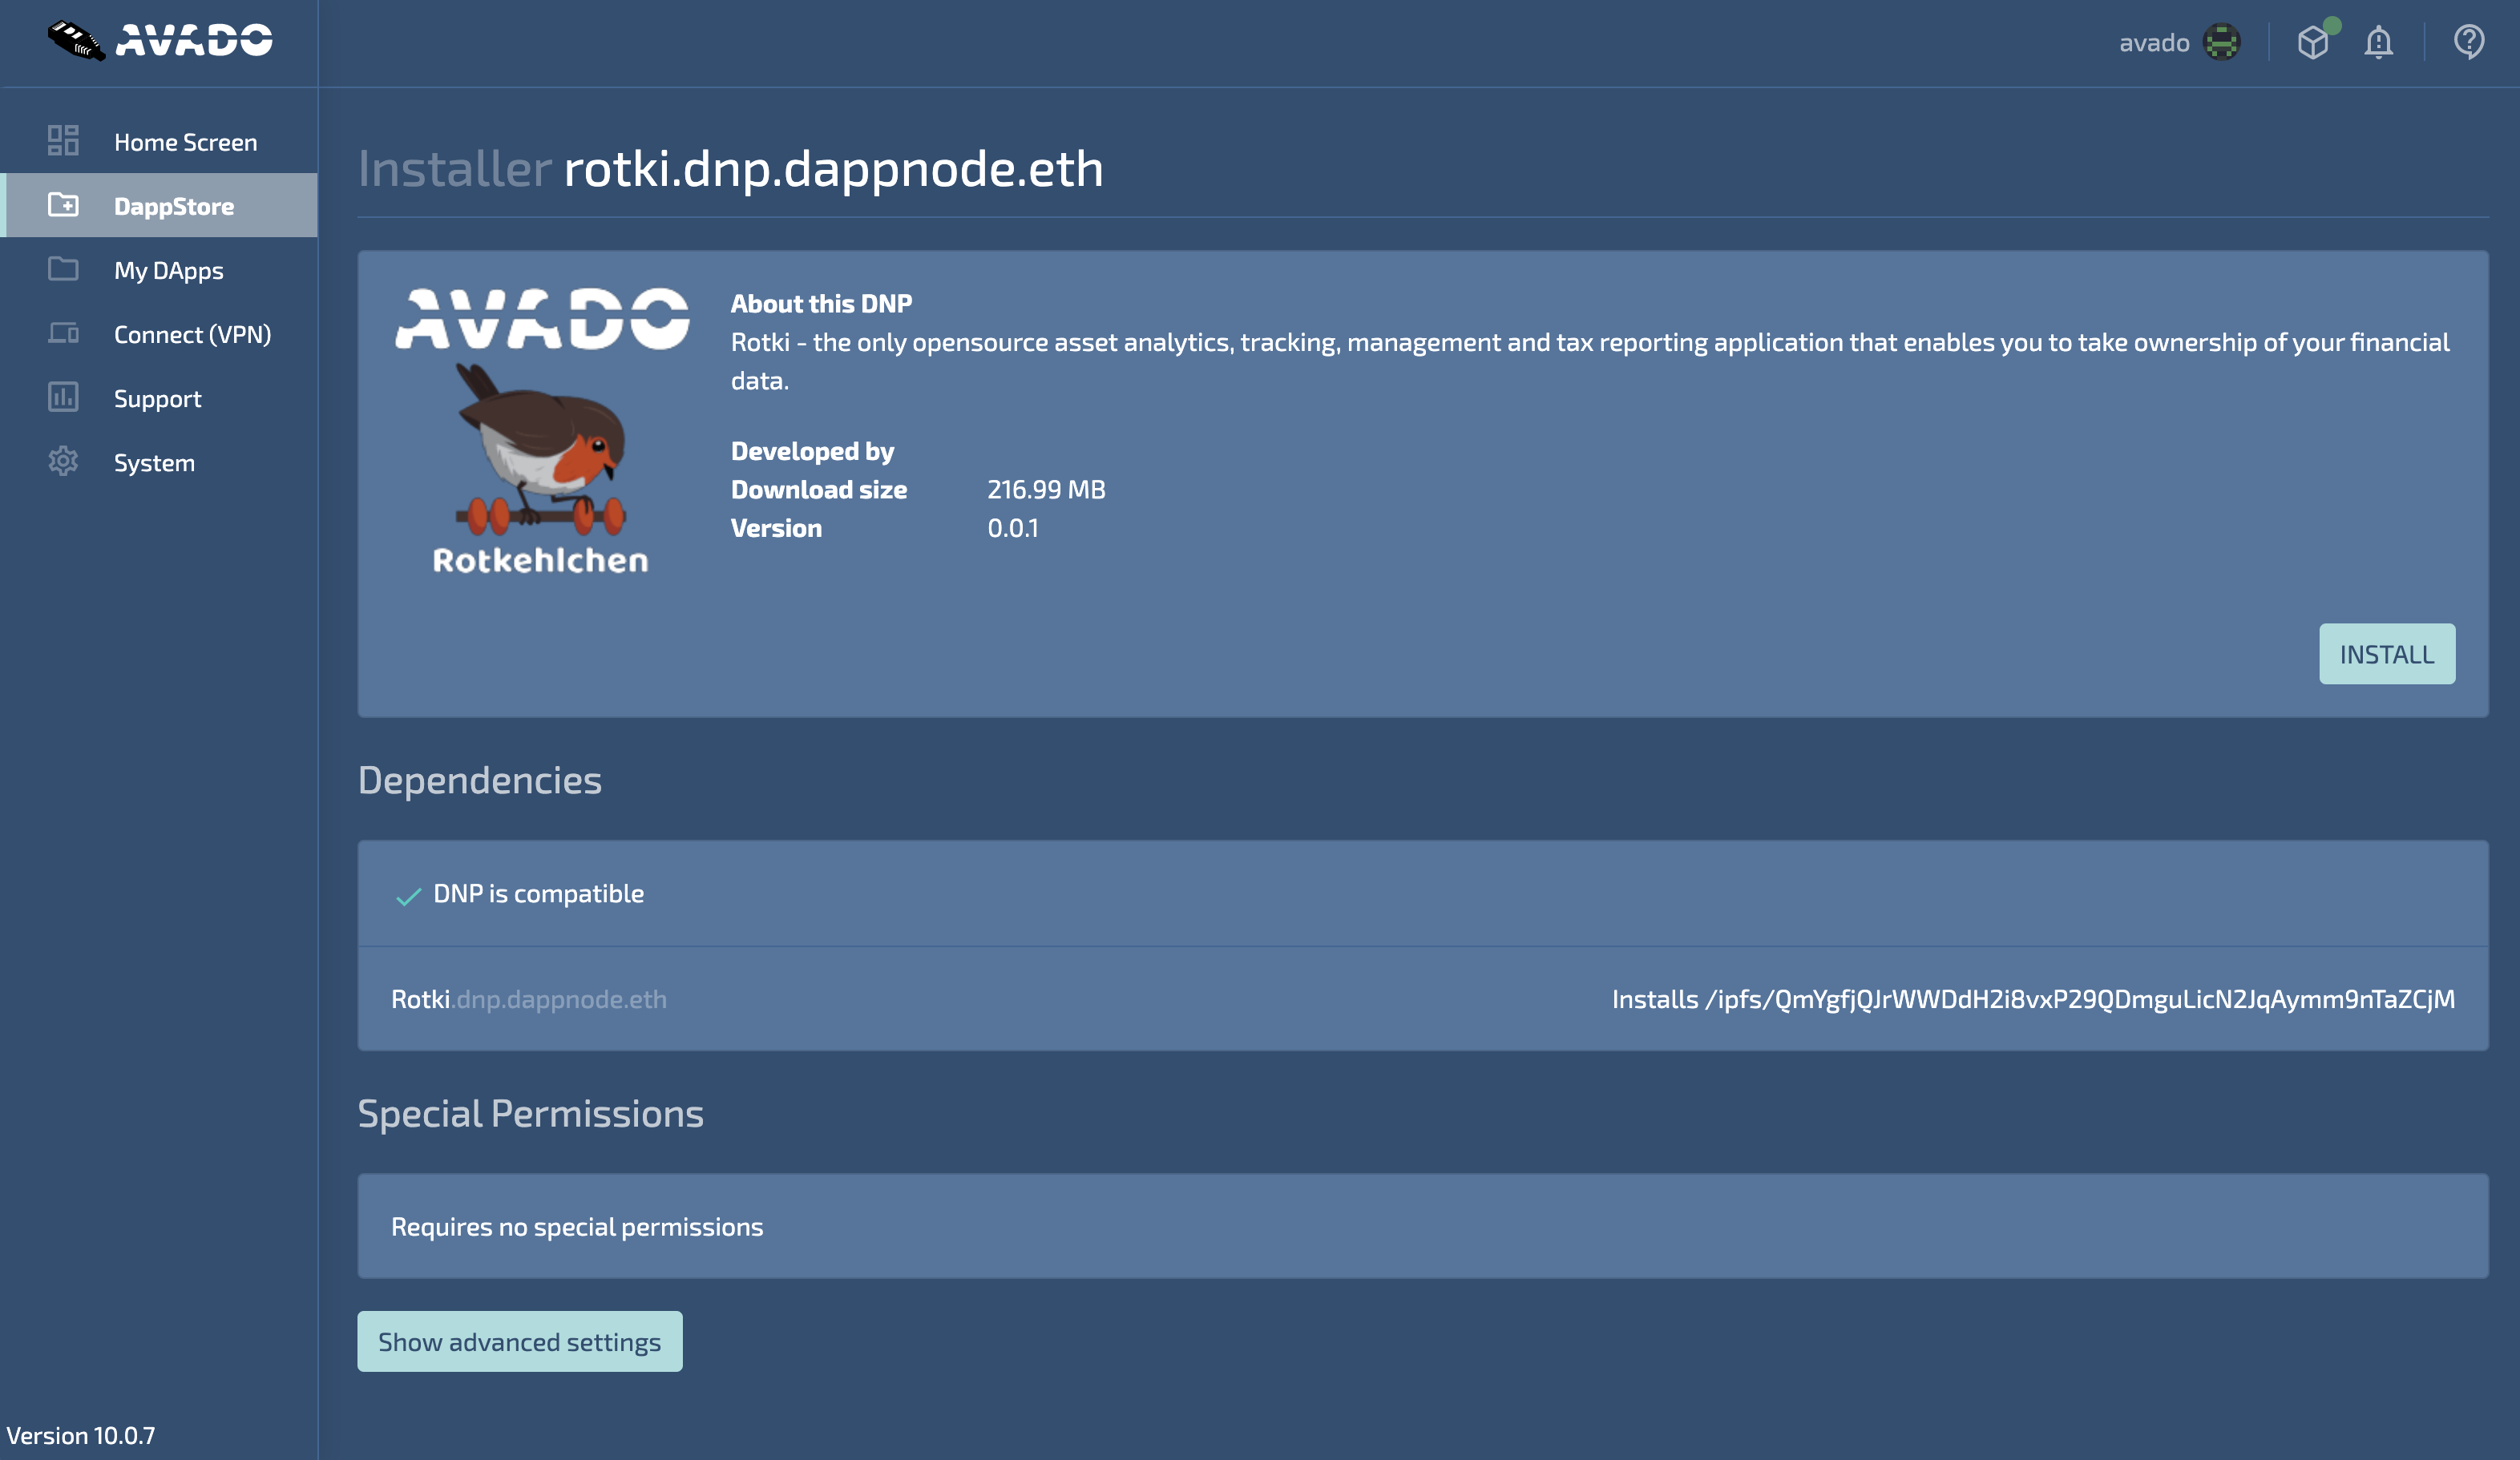 AVADO
avado
Home Screen
DappStore
My DApps
Connect (VPN)
Support
System
Version 10.0.7
Installer rotki.dnp.dappnode.eth
AVADO
Rotkehlchen
About this DNP
Rotki - the only opensource asset analytics, tracking, management and tax reporting application that enables you to take ownership of your financial
data.
Developed by
Download size 216.99 MB
Version 0.0.1
INSTALL
Dependencies
DNP is compatible
Rotki.dnp.dappnode.eth Installs /ipfs/QmYgfjQJrWWDdH2i8vxP29QDmguLicN2JqAymm9nTaZCjM
Special Permissions
Requires no special permissions
Show advanced settings